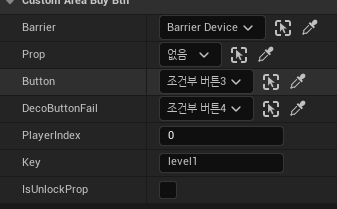 Custom Area Buy Btn
Barrier Barrier Device
Prop 없음
Button 조건부 버튼3
DecoButtonFail 조건부 버튼4
PlayerIndex 0
Key level1
IsUnlockProp